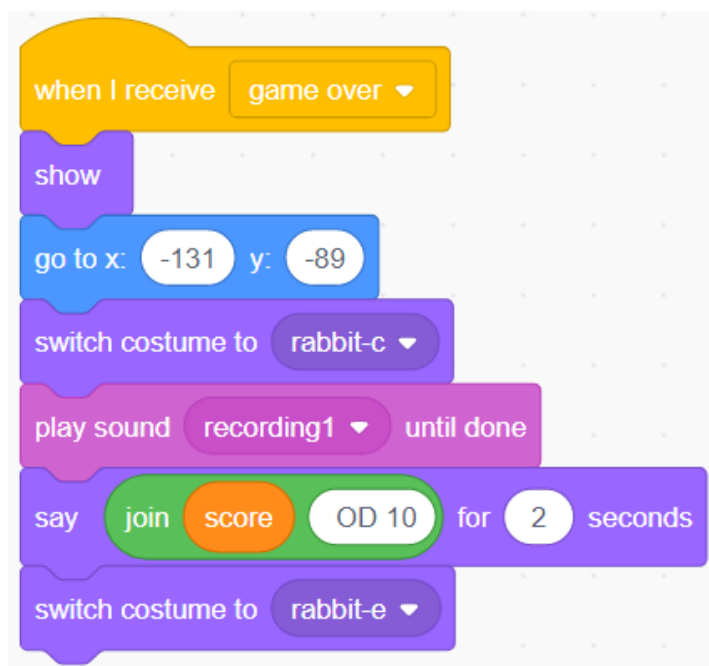 when I receive game over
show
go to x: -131 y: -89
switch costume to rabbit-c
play sound recording1 until done
say join score OD 10 for 2 seconds
switch costume to rabbit-e